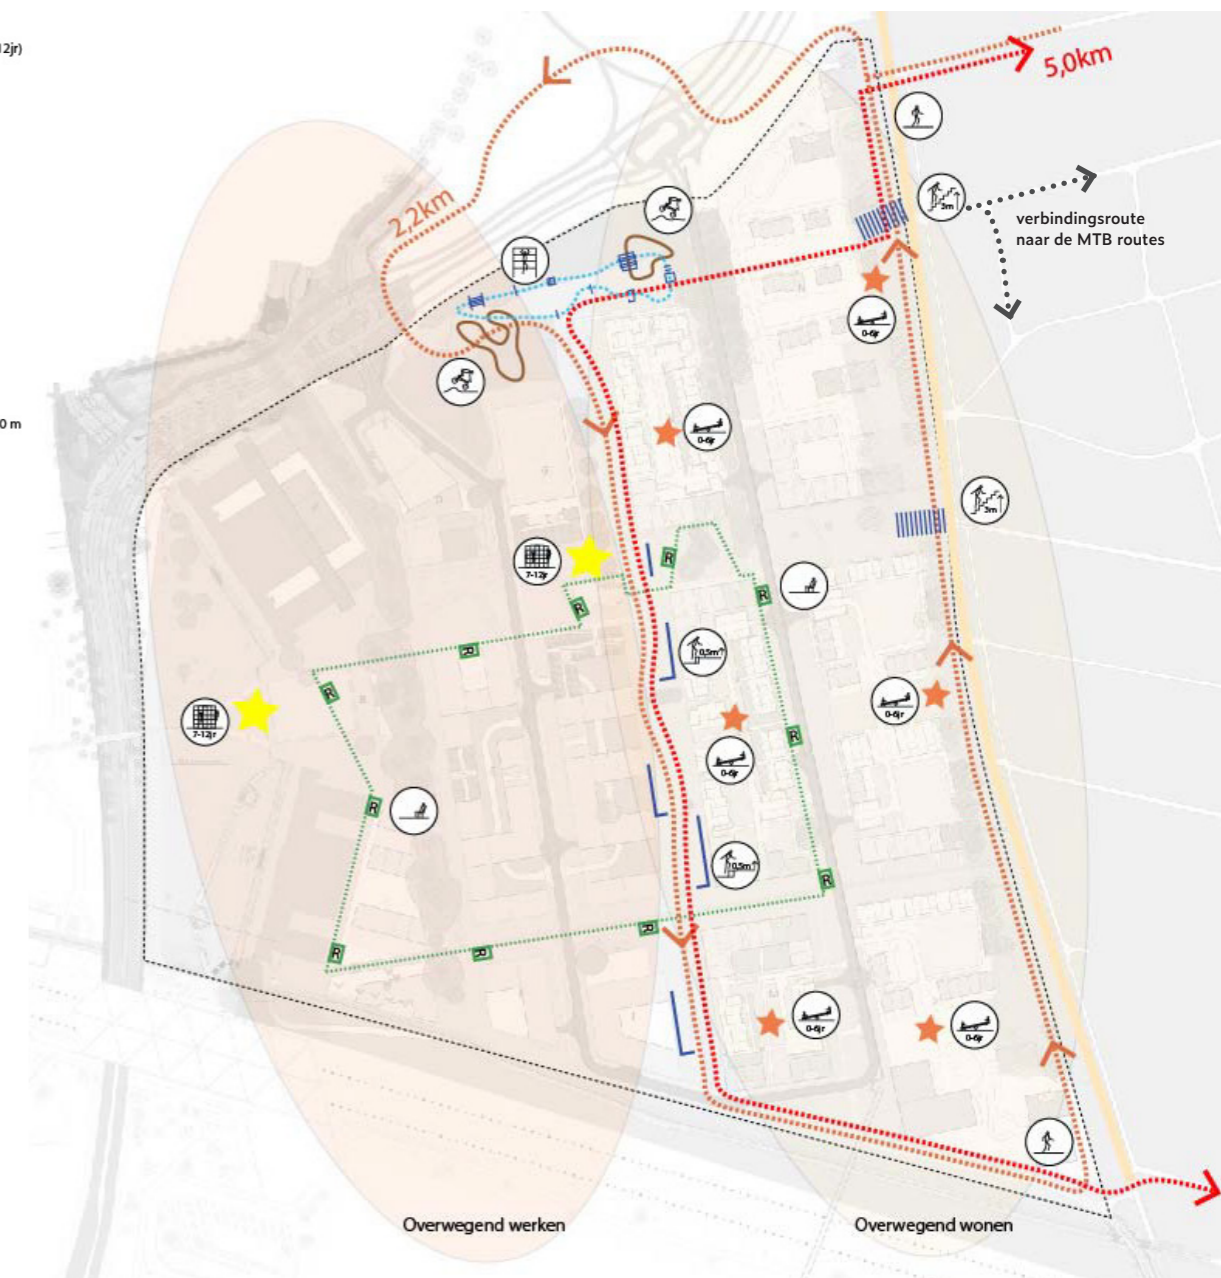 2jr)
5,0km
3m
verbindingsroute
naar de MTB routes
2,2km
0-6jr
0 m
0-6jr
3m
7-12jr
R
R
R
R
R
0,5m
R
0-6jr
7-12jr
R
0-6jr
R
0,5m
R
R
R
R
0-6jr
0-6jr
Overwegend werken
Overwegend wonen